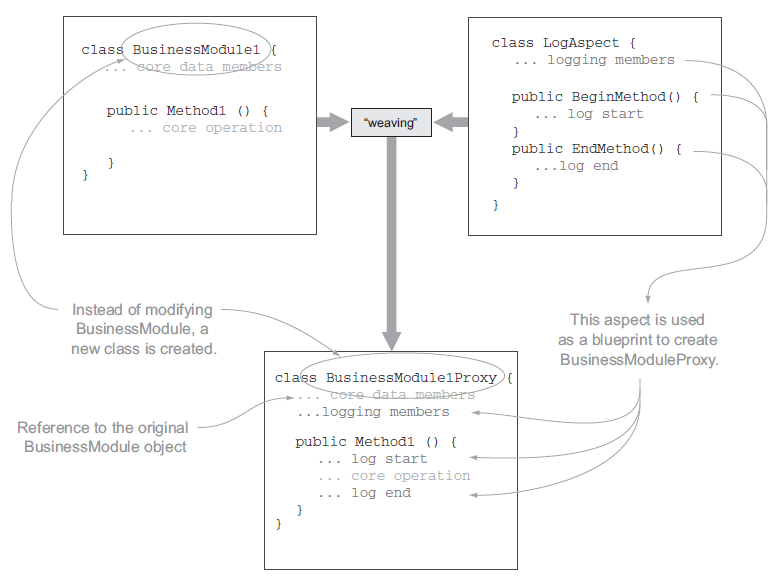 class BusinessModule1 {
... core data members
public Method1 () {
... core operation
}
}
"weaving"
class LogAspect {
... logging members
public BeginMethod() {
... log start
}
public EndMethod() {
...log end
}
}
Instead of modifying
BusinessModule, a
new class is created.
This aspect is used
as a blueprint to create
BusinessModuleProxy.
Reference to the original
BusinessModule object
class BusinessModule1Proxy {
... core data members
...logging members
public Method1 () {
... log start
... core operation
... log end
}
}